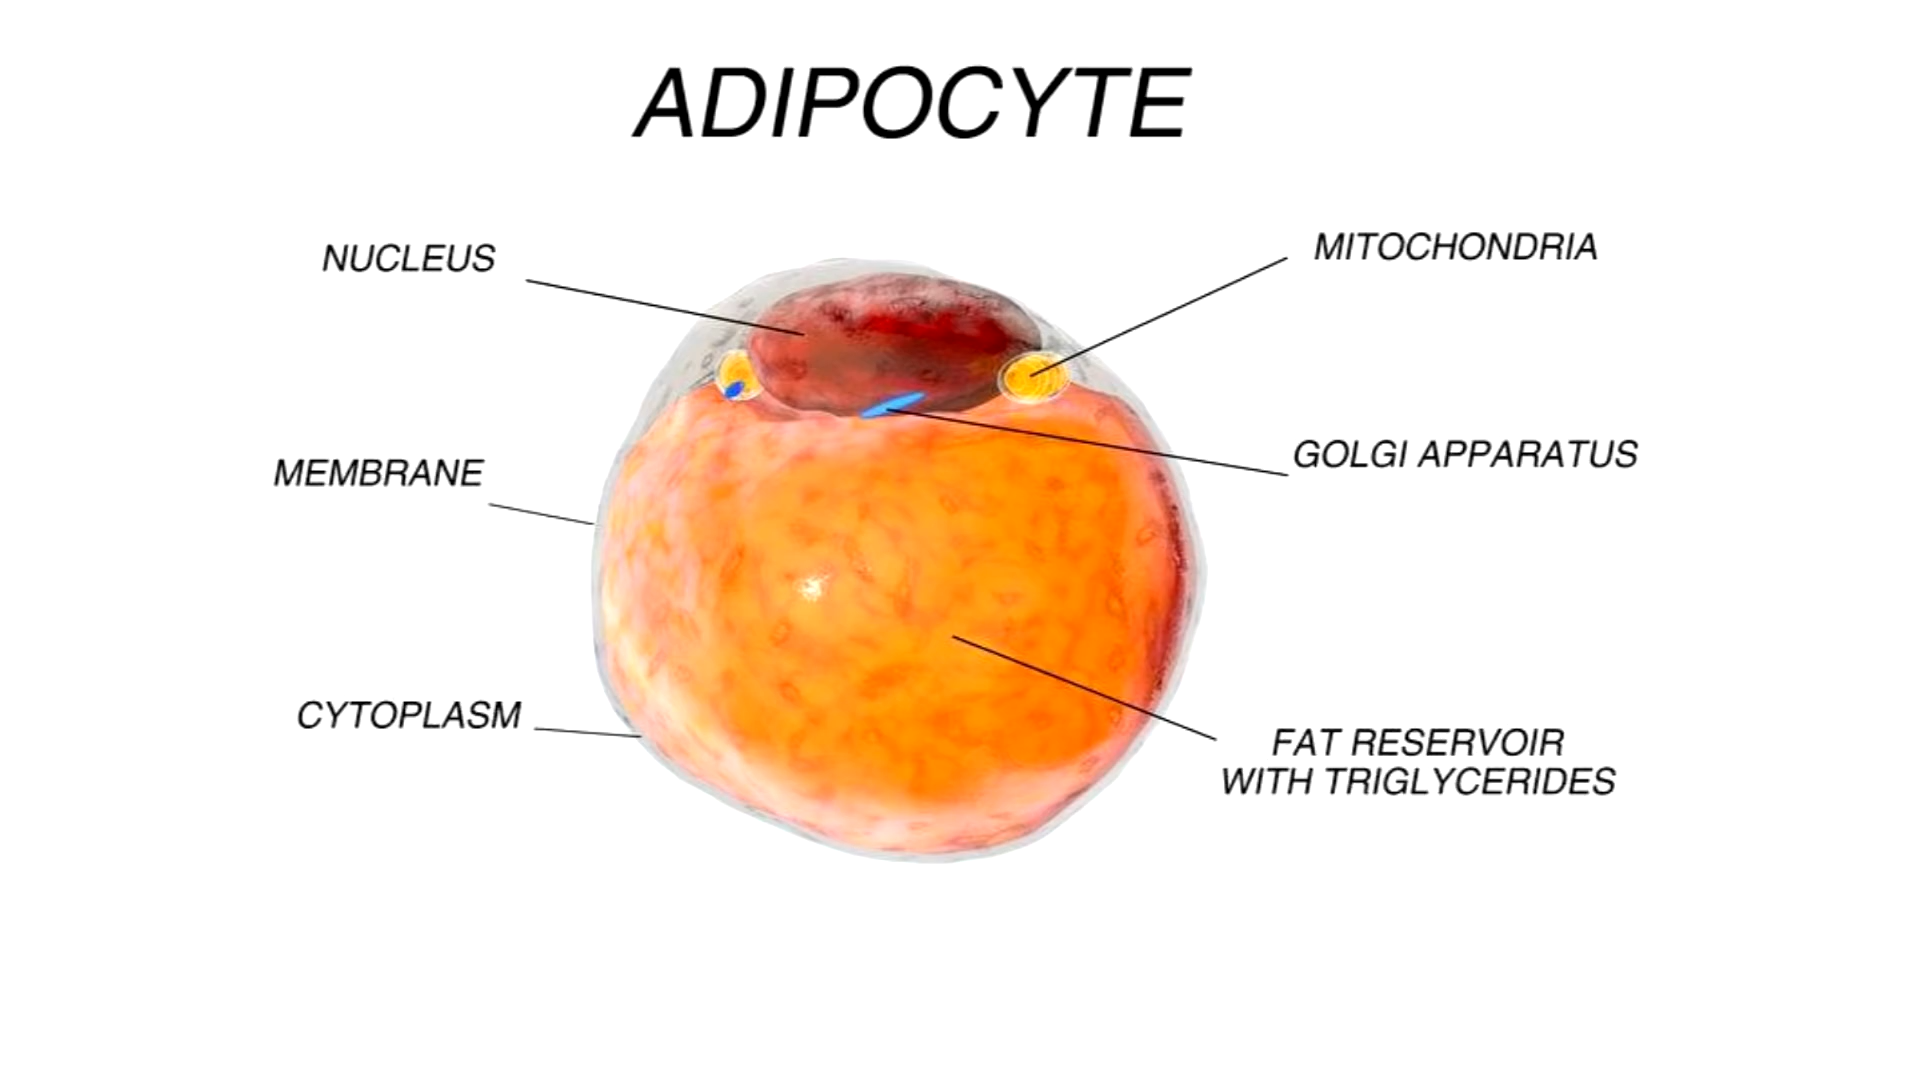 ADIPOCYTE
NUCLEUS
MITOCHONDRIA
MEMBRANE
GOLGI APPARATUS
CYTOPLASM
FAT RESERVOIR
WITH TRIGLYCERIDES